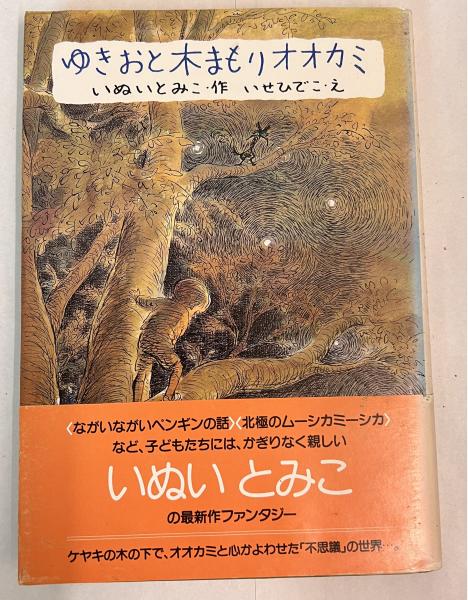 ゆきおと木まもりオオカミ
いぬいとみこ・作 いせひでこ・え
〈ながいながいペンギンの話〉〈北極のムーシカミーシカ〉
など、子どもたちには、かぎりなく親しい
いぬい とみこ
の最新作ファンタジー
ケヤキの木の下で、オオカミと心かよわせた「不思議」の世界…。